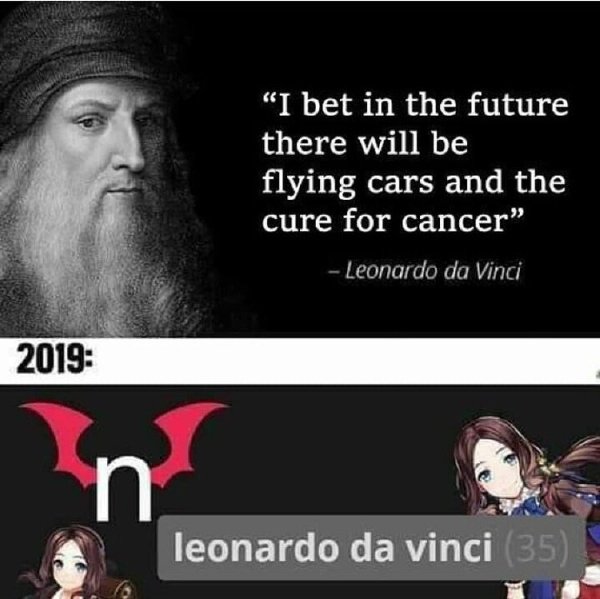 “I bet in the future
there will be
flying cars and the
cure for cancer”
– Leonardo da Vinci
2019:
n
leonardo da vinci (35)